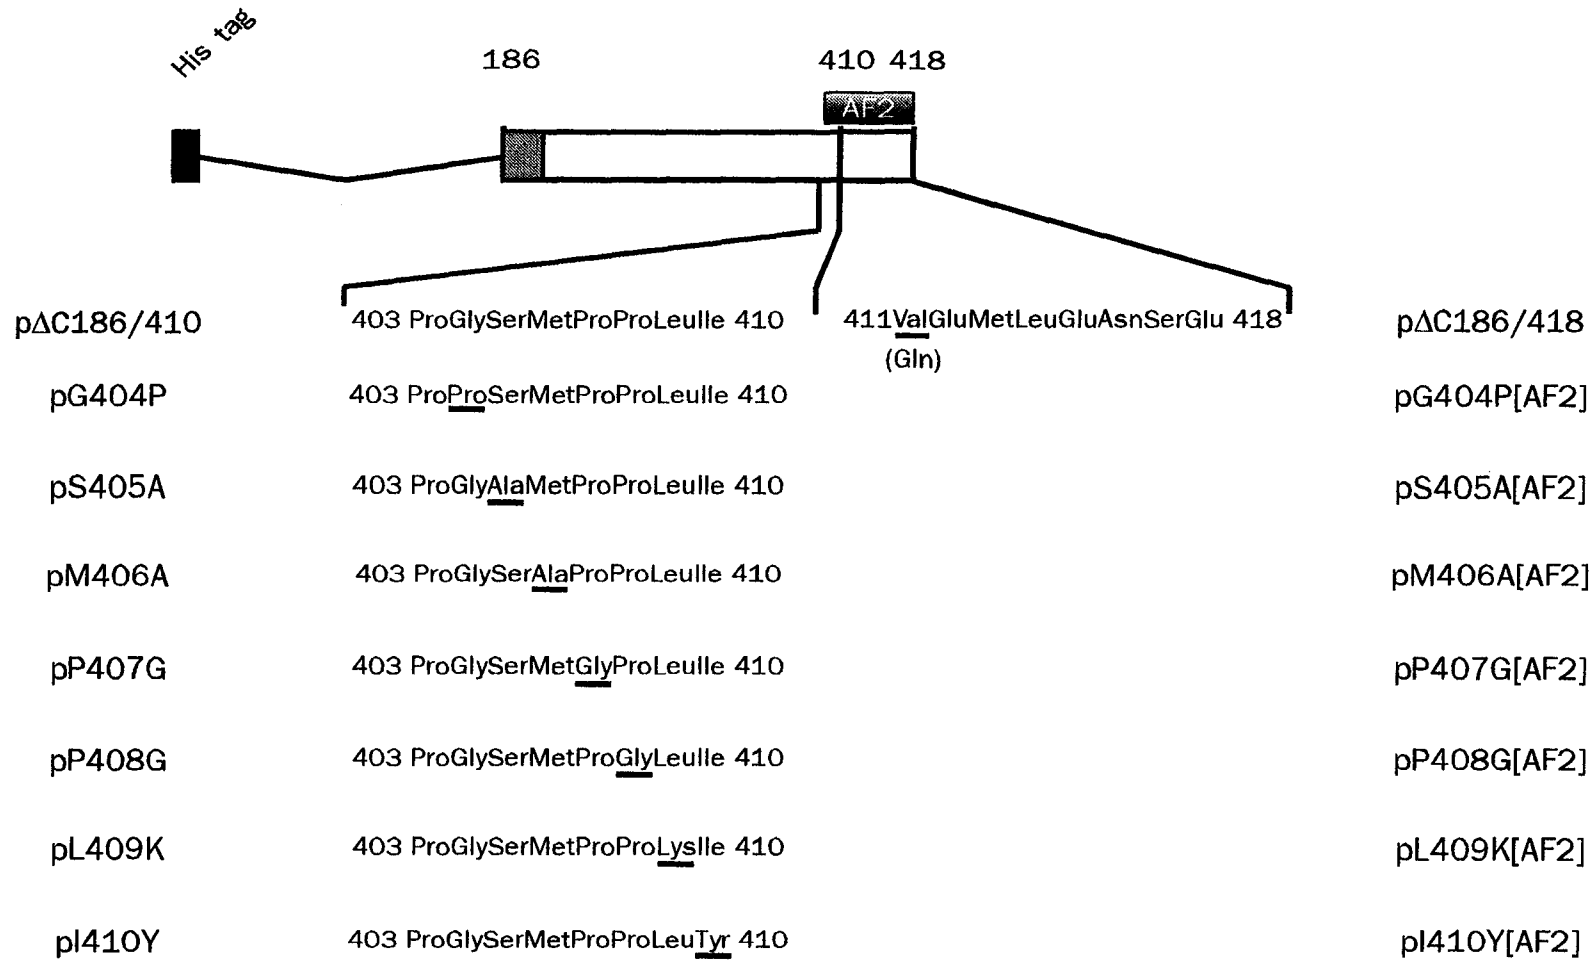 His tag
186
410 418
AF2
pΔC186/410 403 ProGlySerMetProProLeuIle 410 411ValGluMetLeuGluAsnSerGlu 418 pΔC186/418
(Gln)
pG404P 403 ProProSerMetProProLeuIle 410 pG404P[AF2]
pS405A 403 ProGlyAlaMetProProLeuIle 410 pS405A[AF2]
pM406A 403 ProGlySerAlaProProLeuIle 410 pM406A[AF2]
pP407G 403 ProGlySerMetGlyProLeuIle 410 pP407G[AF2]
pP408G 403 ProGlySerMetProGlyLeuIle 410 pP408G[AF2]
pL409K 403 ProGlySerMetProProLysIle 410 pL409K[AF2]
pI410Y 403 ProGlySerMetProProLeuTyr 410 pI410Y[AF2]